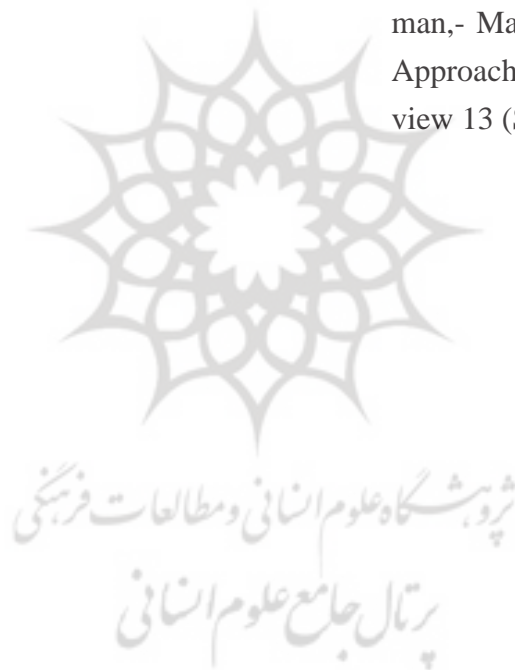 man,- Ma
Approach
view 13 (
پژوهشگاه علوم انسانی و مطالعات فرهنگی
پرتال جامع علوم انسانی